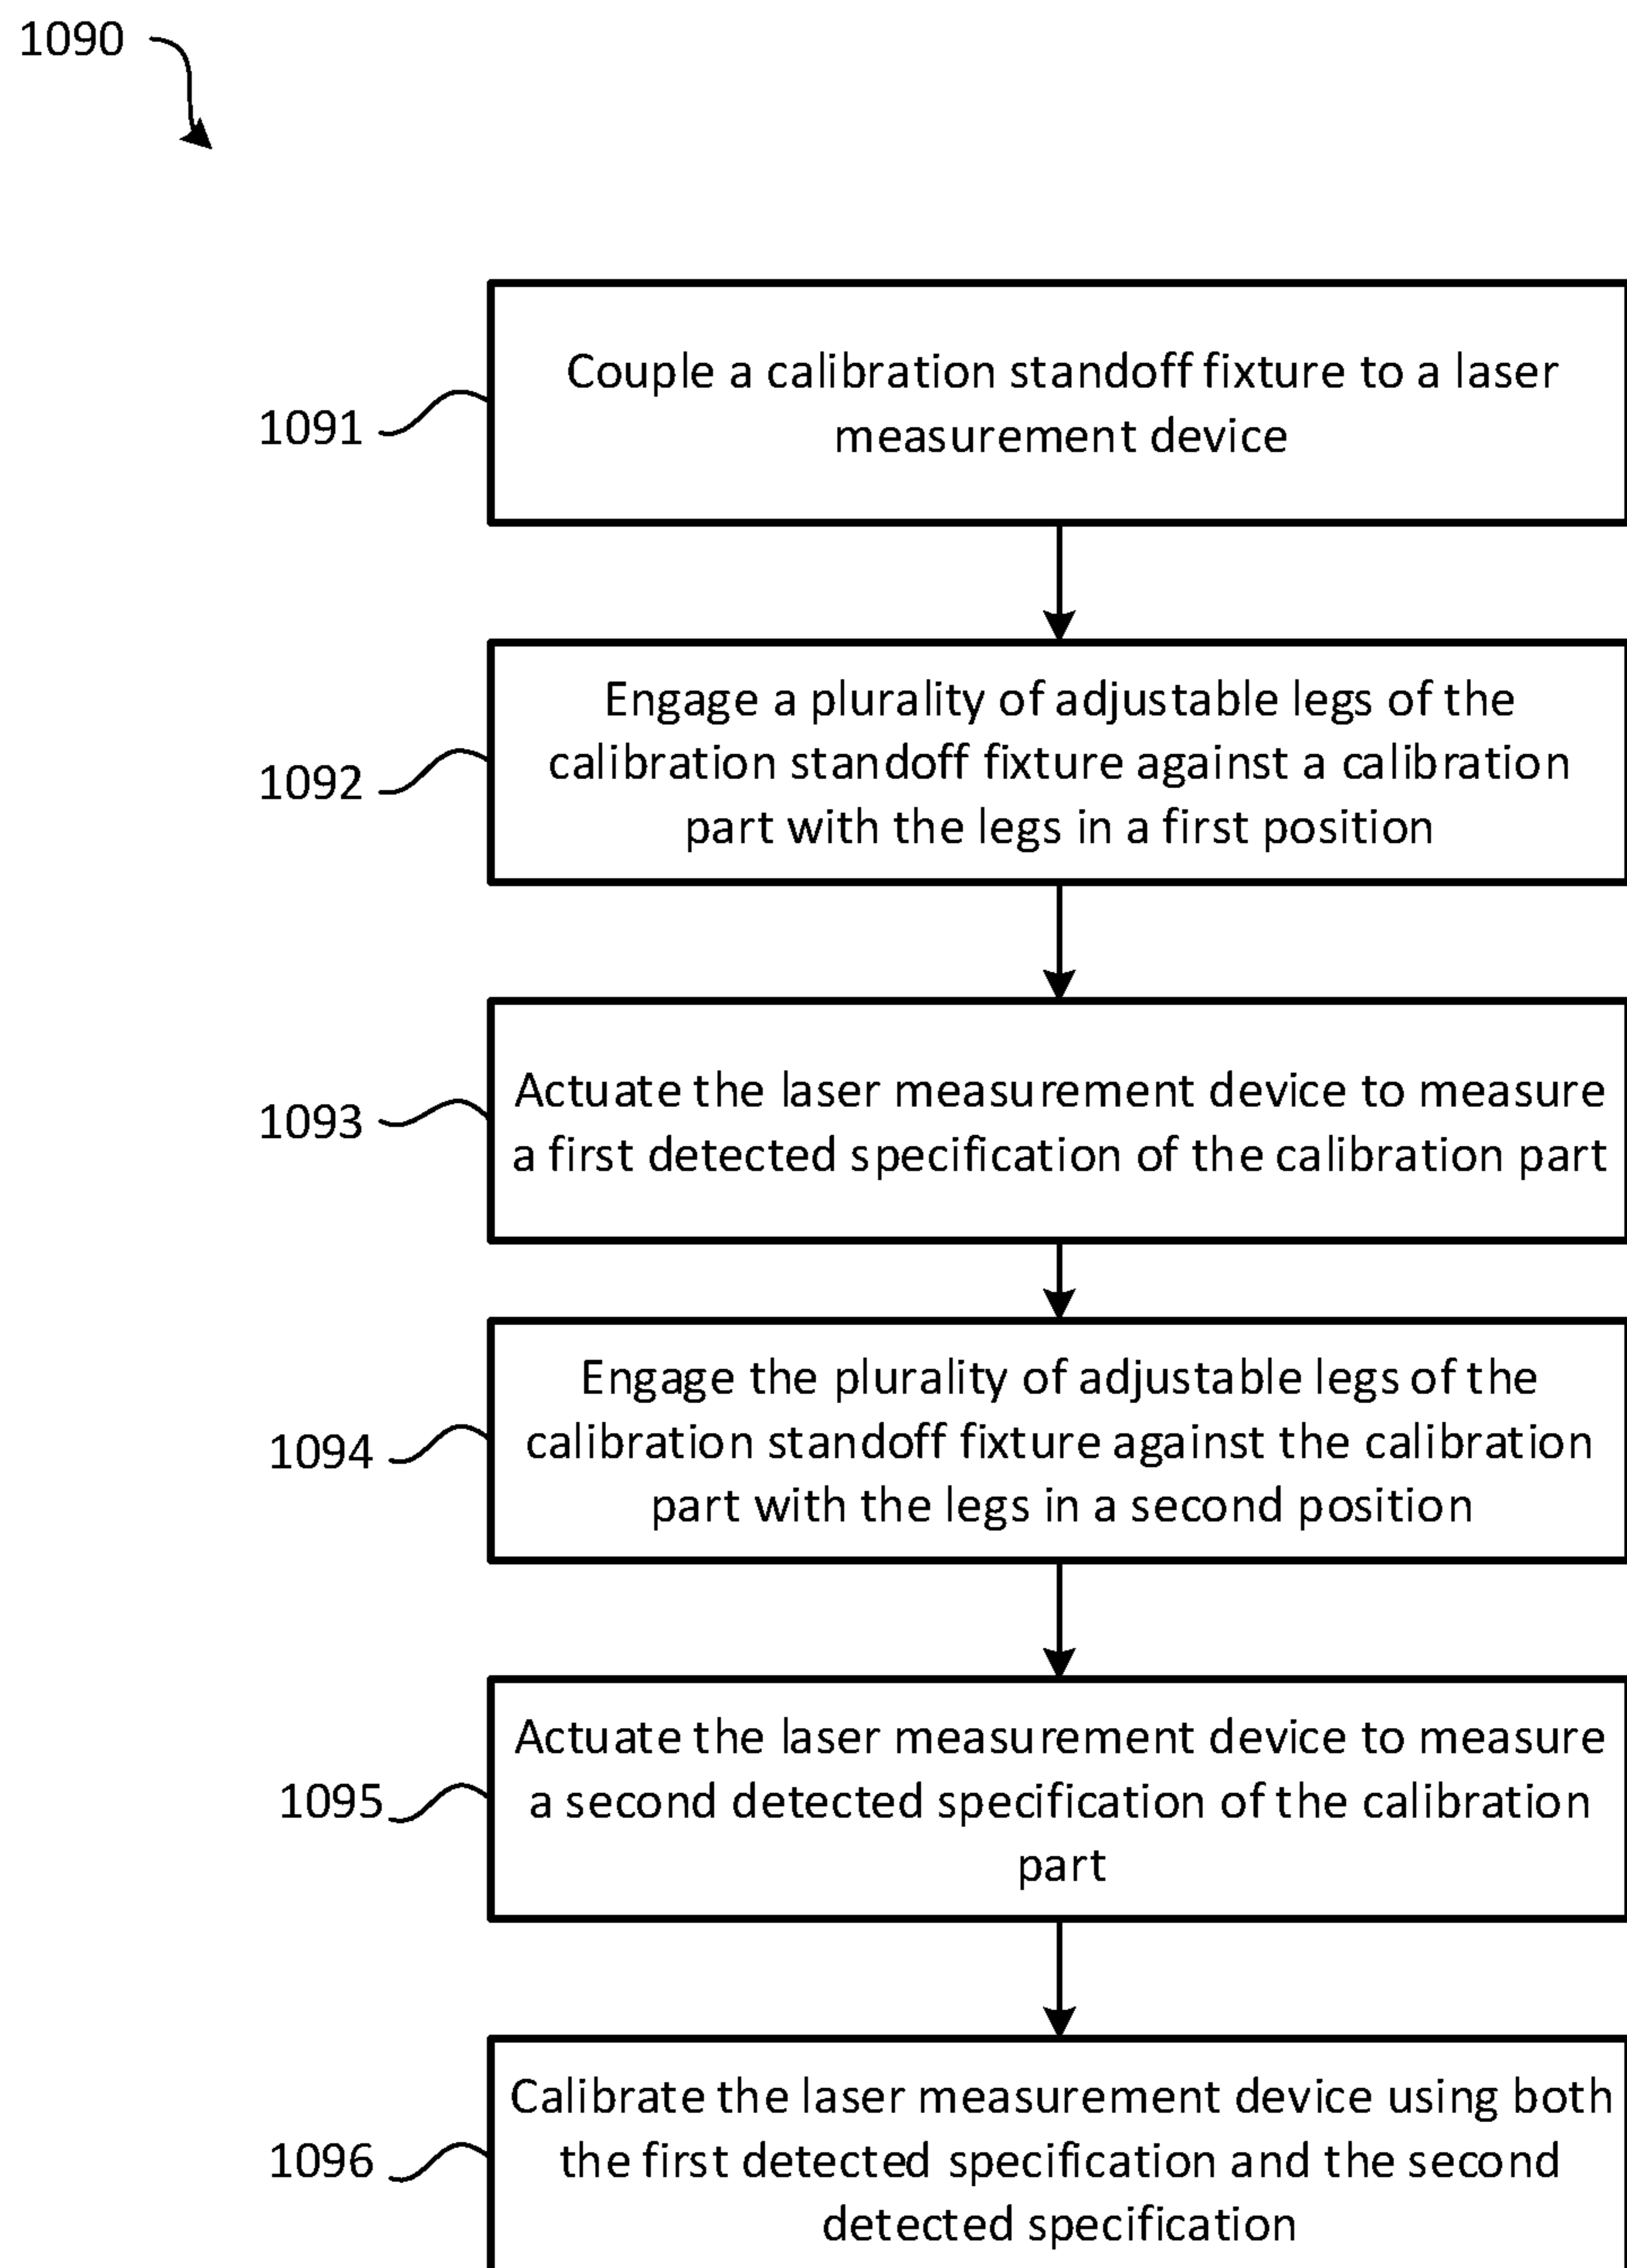 1090
1091
Couple a calibration standoff fixture to a laser
measurement device
1092
Engage a plurality of adjustable legs of the
calibration standoff fixture against a calibration
part with the legs in a first position
1093
Actuate the laser measurement device to measure
a first detected specification of the calibration part
1094
Engage the plurality of adjustable legs of the
calibration standoff fixture against the calibration
part with the legs in a second position
1095
Actuate the laser measurement device to measure
a second detected specification of the calibration
part
1096
Calibrate the laser measurement device using both
the first detected specification and the second
detected specification